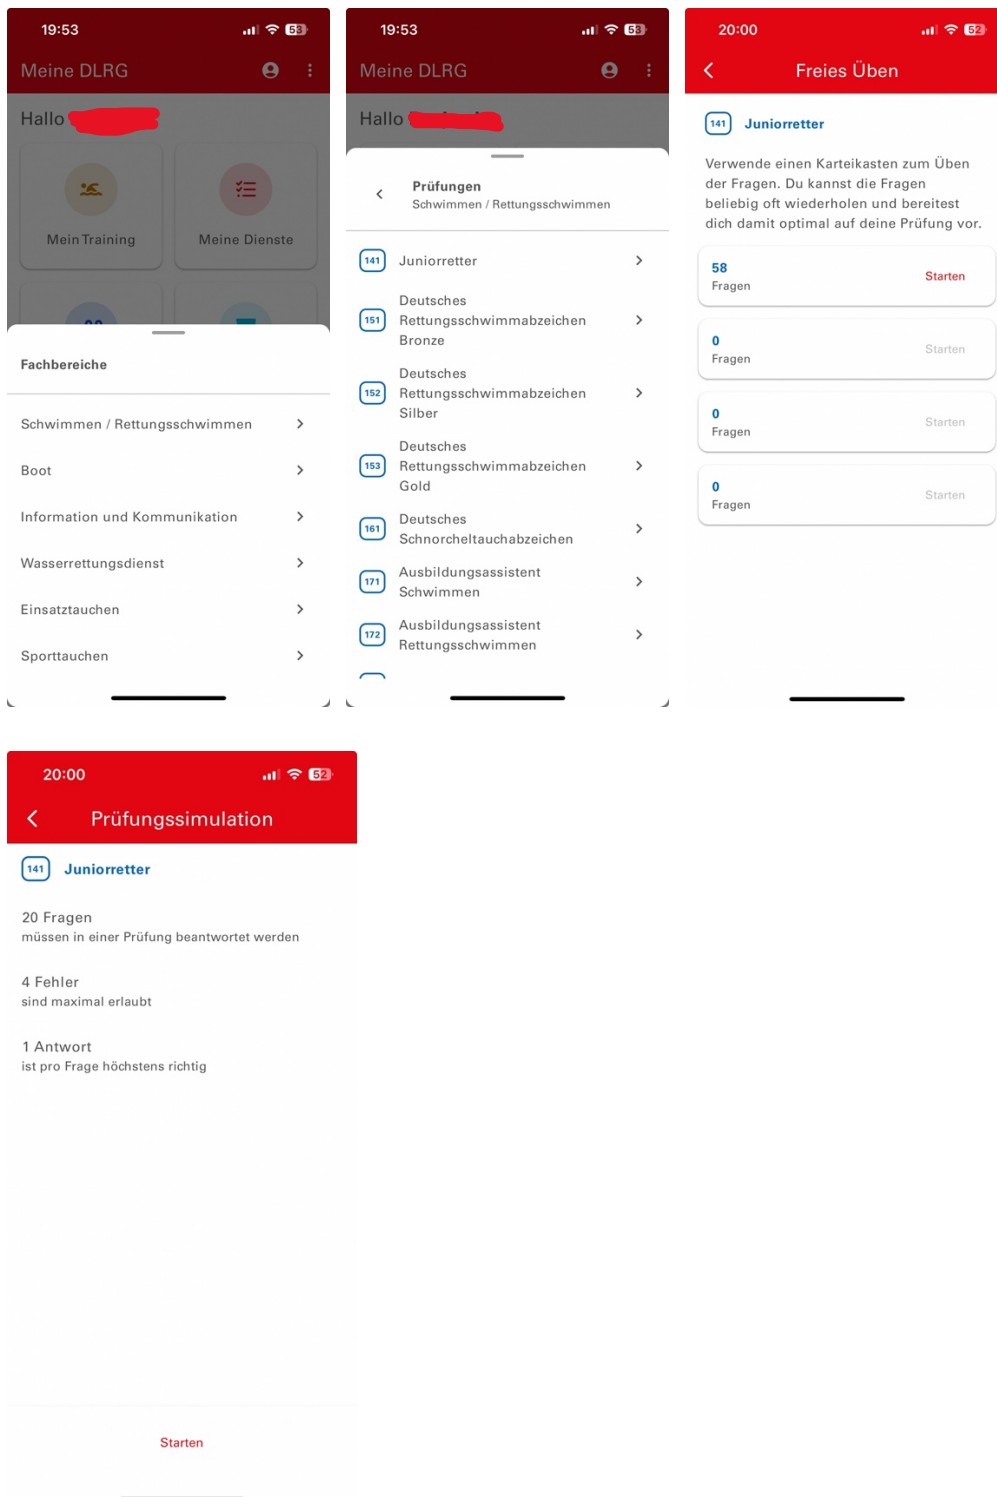 19:53
53
Meine DLRG
Hallo
Mein Training
Meine Dienste
Fachbereiche
Schwimmen / Rettungsschwimmen
Boot
Information und Kommunikation
Wasserrettungsdienst
Einsatztauchen
Sporttauchen
19:53
53
Meine DLRG
Hallo
Prüfungen
Schwimmen / Rettungsschwimmen
141 Juniorretter
Deutsches
151 Rettungsschwimmabzeichen
Bronze
Deutsches
152 Rettungsschwimmabzeichen
Silber
Deutsches
153 Rettungsschwimmabzeichen
Gold
161 Deutsches
Schnorcheltauchabzeichen
171 Ausbildungsassistent
Schwimmen
172 Ausbildungsassistent
Rettungsschwimmen
20:00
52
Freies Üben
141 Juniorretter
Verwende einen Karteikasten zum Üben
der Fragen. Du kannst die Fragen
beliebig oft wiederholen und bereitest
dich damit optimal auf deine Prüfung vor.
58
Fragen
Starten
0
Fragen
Starten
0
Fragen
Starten
0
Fragen
Starten
20:00
52
Prüfungssimulation
141 Juniorretter
20 Fragen
müssen in einer Prüfung beantwortet werden
4 Fehler
sind maximal erlaubt
1 Antwort
ist pro Frage höchstens richtig
Starten